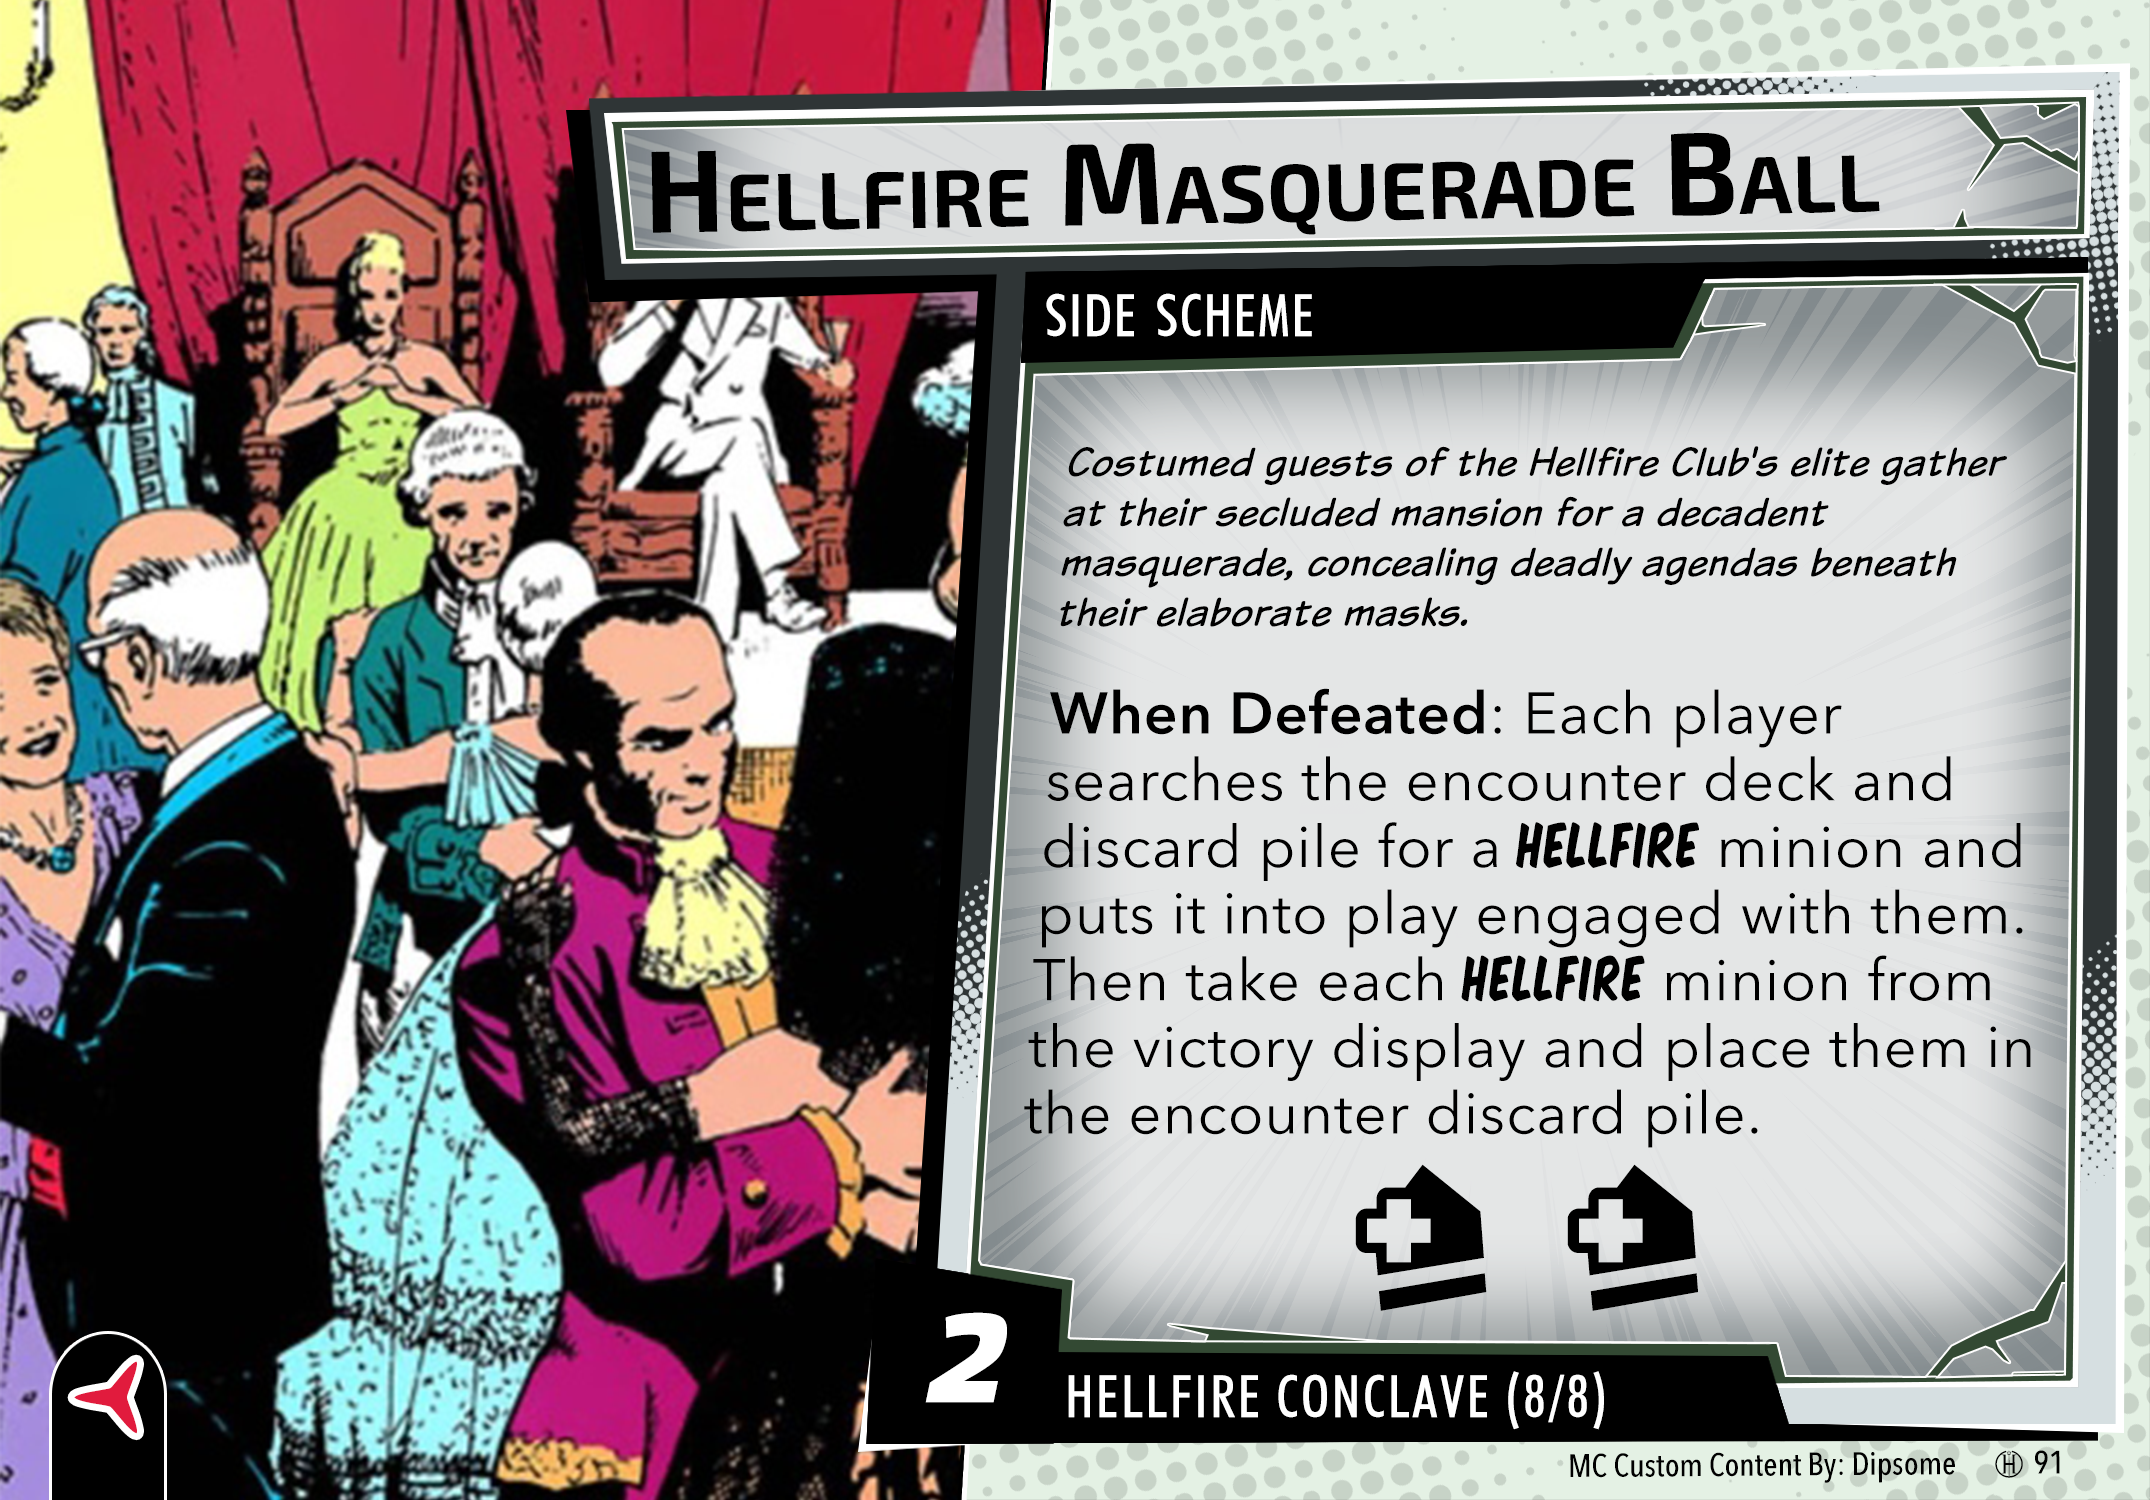 Hellfire Masquerade Ball
SIDE SCHEME
Costumed guests of the Hellfire Club's elite gather
at their secluded mansion for a decadent
masquerade, concealing deadly agendas beneath
their elaborate masks.
When Defeated: Each player
searches the encounter deck and
discard pile for a HELLFIRE minion and
puts it into play engaged with them.
Then take each HELLFIRE minion from
the victory display and place them in
the encounter discard pile.
2
HELLFIRE CONCLAVE (8/8)
MC Custom Content By: Dipsome H 91